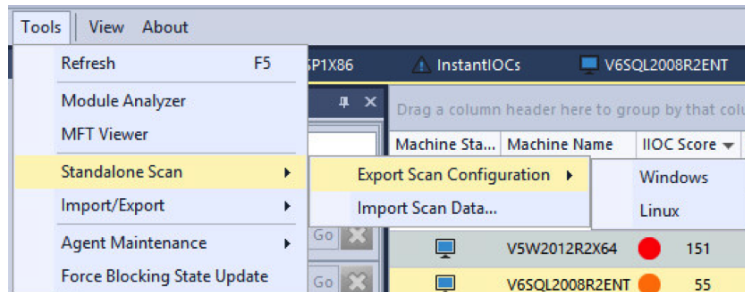 Tools View About
Refresh F5
SP1X86 InstantIOCs V6SQL2008R2ENT
Module Analyzer
MFT Viewer
Drag a column header here to group by that colu
Machine Sta... Machine Name IIOC Score
Standalone Scan
Export Scan Configuration
Windows
Import/Export
Import Scan Data...
Linux
Agent Maintenance
Go
V5W2012R2X64 151
Force Blocking State Update
Go
V6SQL2008R2ENT 55